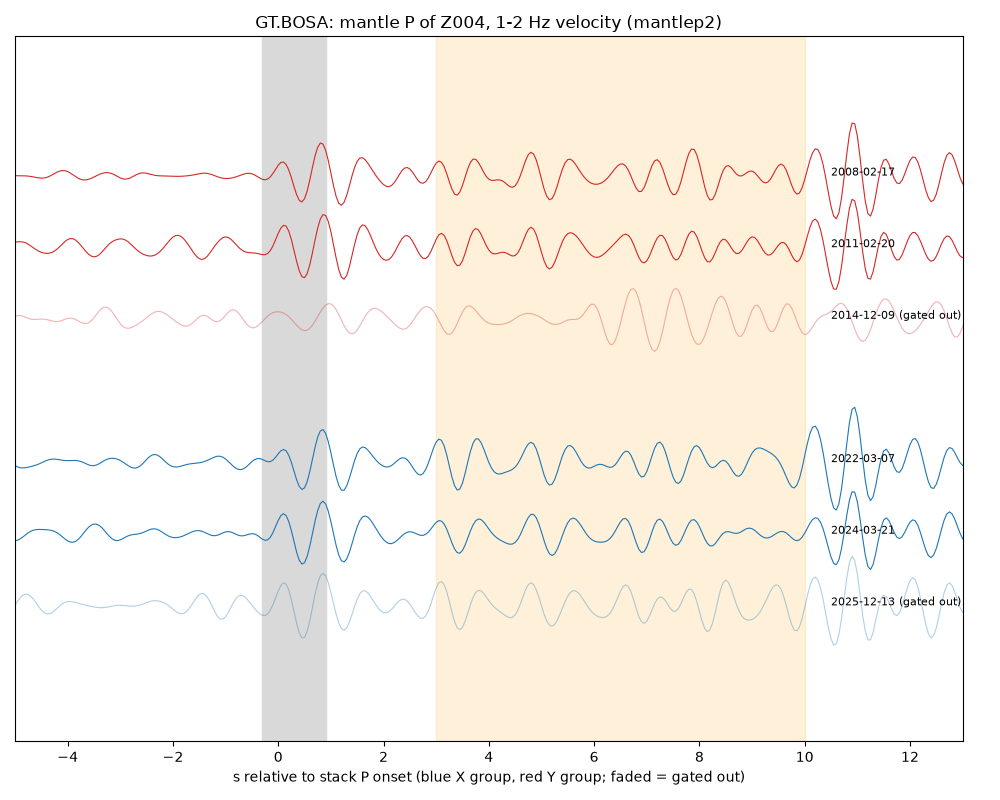 GT.BOSA: mantle P of Z004, 1-2 Hz velocity (mantlep2)
2008-02-17
2011-02-20
2014-12-09 (gated out)
2022-03-07
2024-03-21
2025-12-13 (gated out)
−4 −2 0 2 4 6 8 10 12
s relative to stack P onset (blue X group, red Y group; faded = gated out)